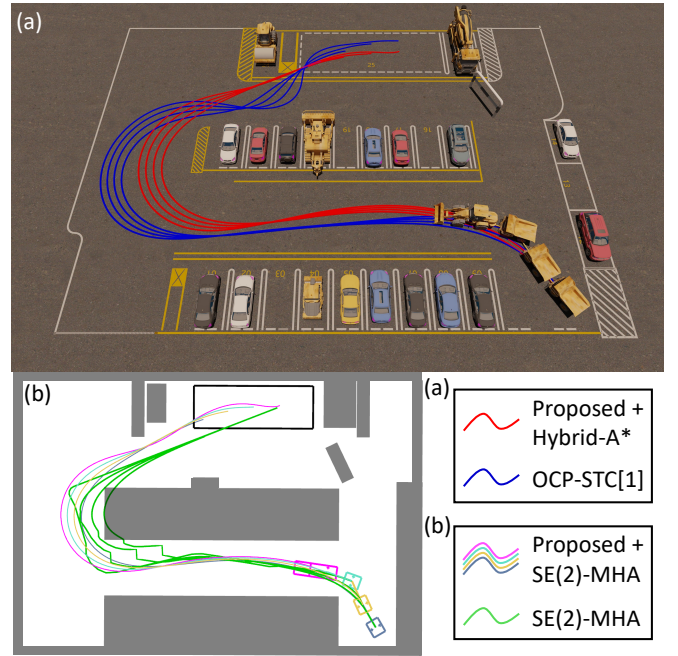 (a)
(b)
(a)
Proposed +
Hybrid-A*
OCP-STC[1]
(b)
Proposed +
SE(2)-MHA
SE(2)-MHA